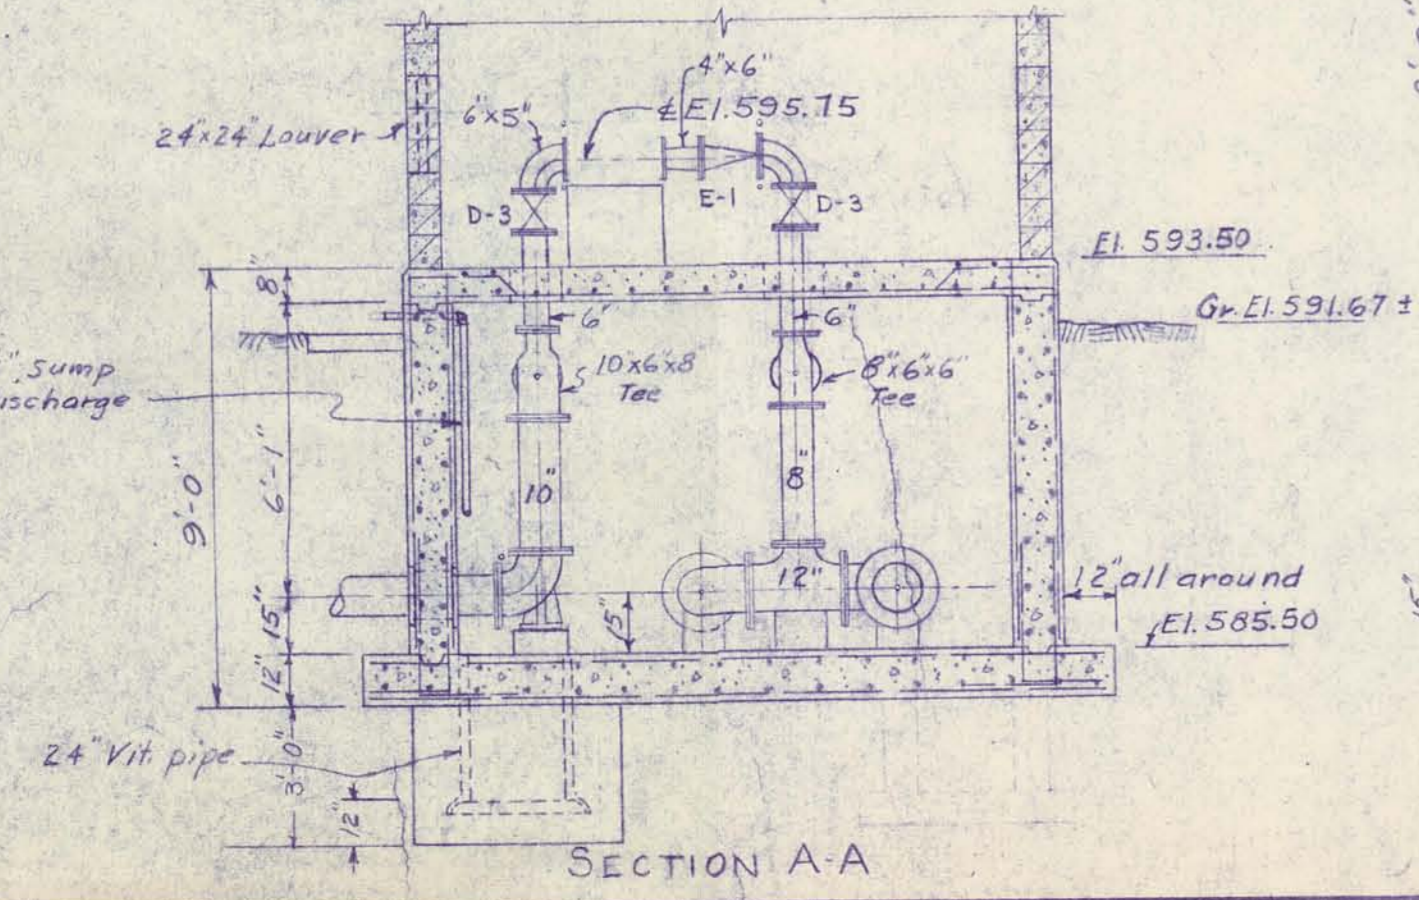 4"x6"
6"x5"
℄ El. 595.75
24"x24" Louver
D-3
E-1
D-3
El. 593.50
8"
Gr. El. 591.67 ±
6"
6"
10"x6"x8"
Tee
8"x6"x6"
Tee
" sump
scharge
9'-0"
6'-1"
10"
8"
12"
12" all around
El. 585.50
15"
15"
12"
24" Vit. pipe
3'-0"
12"
SECTION A-A